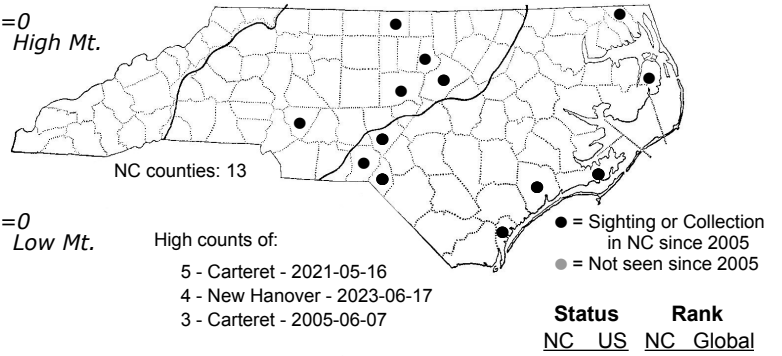 =0
High Mt.
NC counties: 13
=0
Low Mt.
High counts of:
5 - Carteret - 2021-05-16
4 - New Hanover - 2023-06-17
3 - Carteret - 2005-06-07
● = Sighting or Collection
in NC since 2005
● = Not seen since 2005
Status Rank
NC US NC Global